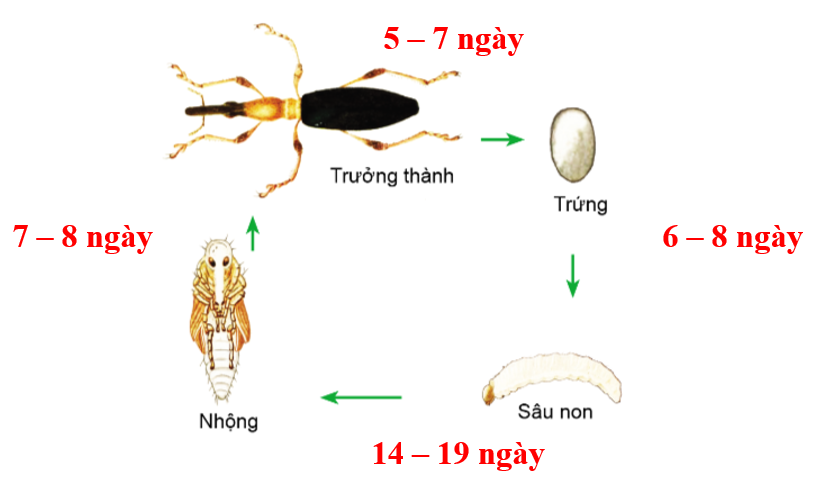 5 – 7 ngày
Trưởng thành
Trứng
7 – 8 ngày
6 – 8 ngày
Sâu non
Nhộng
14 – 19 ngày